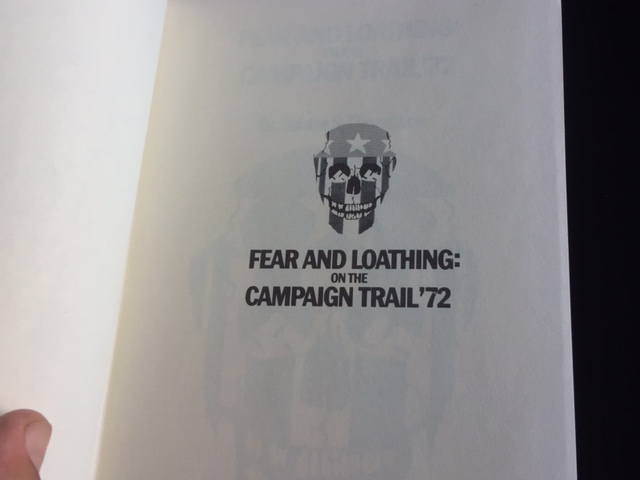 FEAR AND LOATHING:
ON THE
CAMPAIGN TRAIL '72